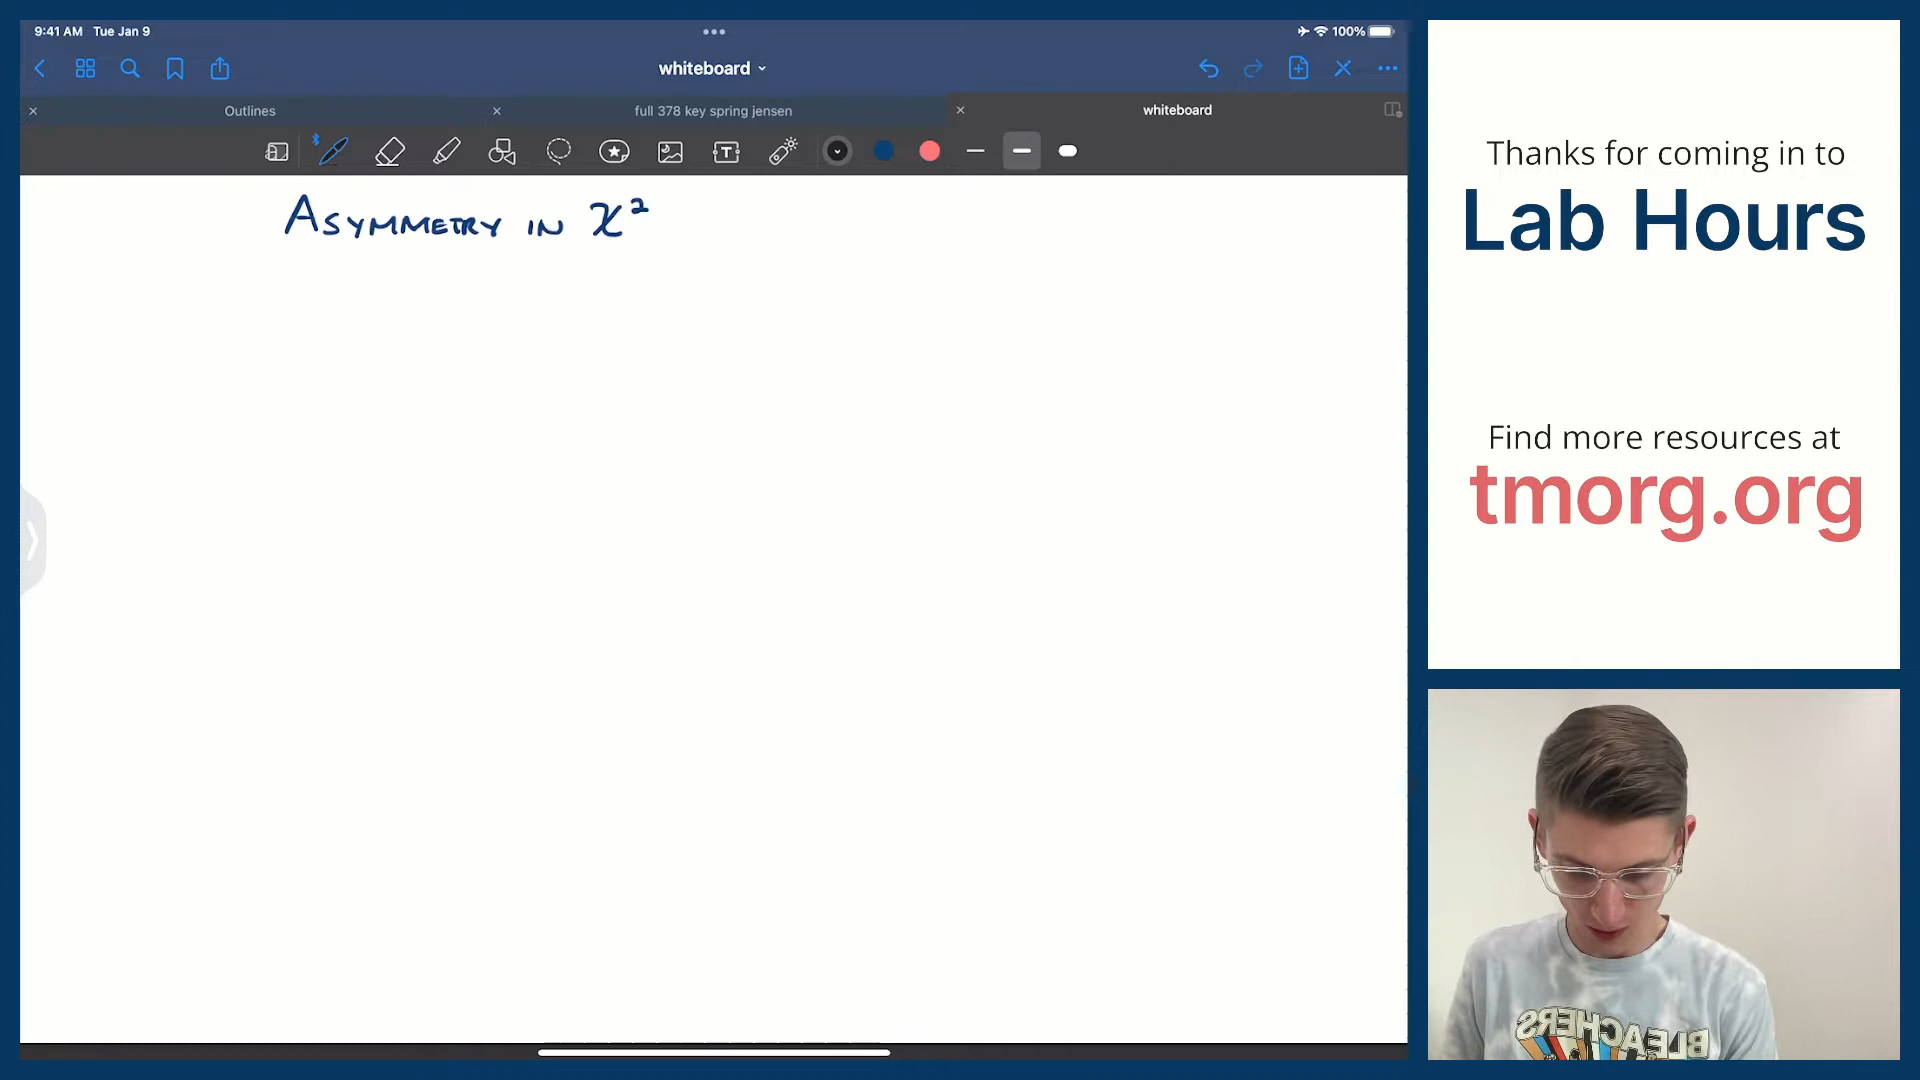 9:41 AM Tue Jan 9
100%
whiteboard
Outlines
full 378 key spring jensen
whiteboard
ASYMMETRY IN χ²
Thanks for coming in to
Lab Hours
Find more resources at
tmorg.org
BLEACHERS